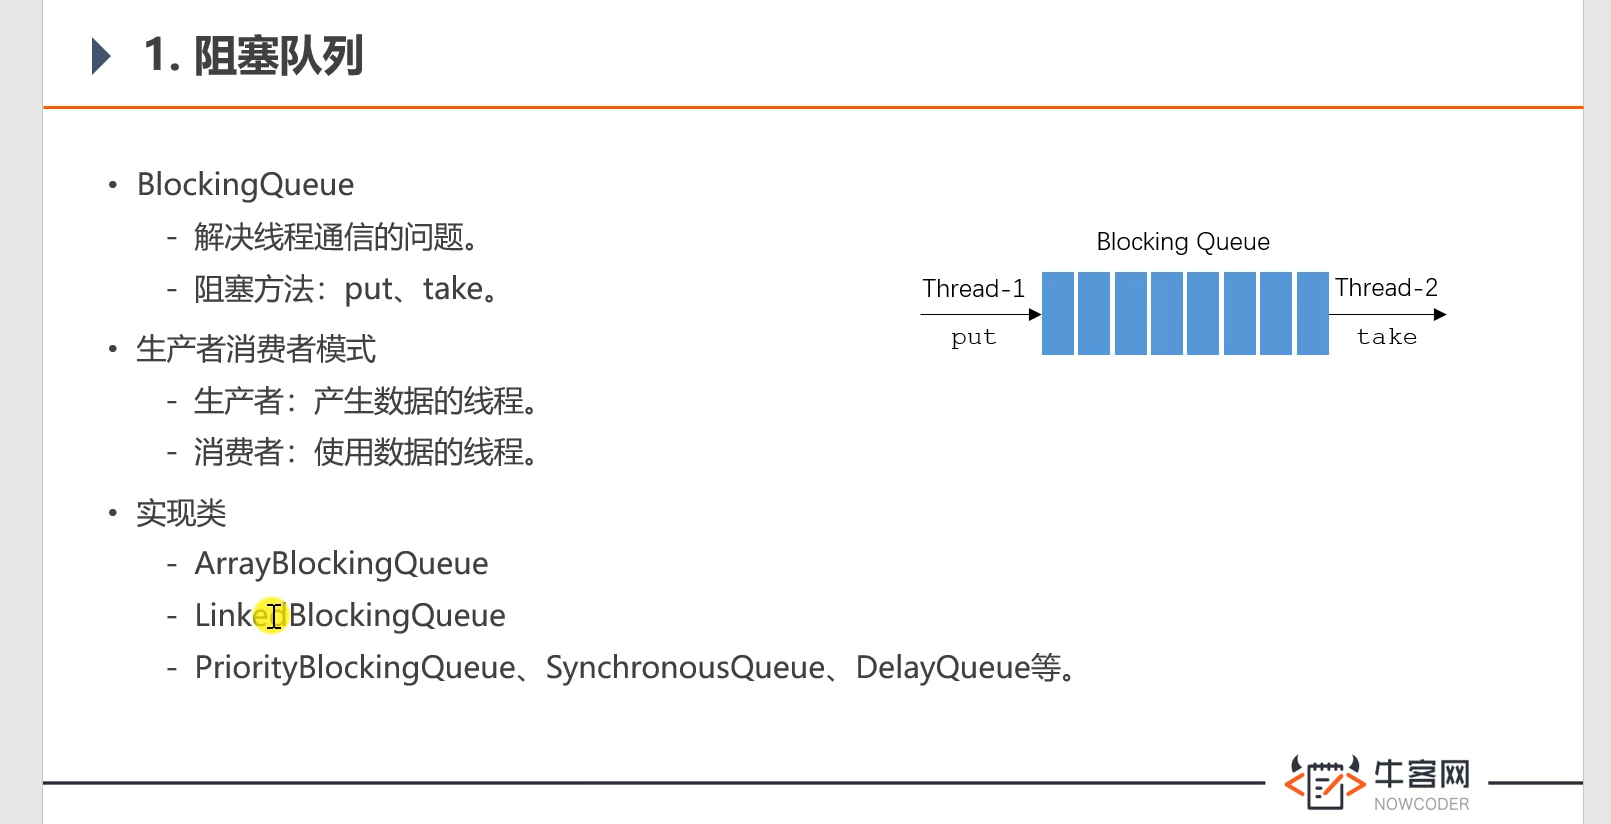 1. 阻塞队列
• BlockingQueue
- 解决线程通信的问题。
- 阻塞方法：put、take。
• 生产者消费者模式
- 生产者：产生数据的线程。
- 消费者：使用数据的线程。
• 实现类
- ArrayBlockingQueue
- LinkedBlockingQueue
- PriorityBlockingQueue、SynchronousQueue、DelayQueue等。
Blocking Queue
Thread-1
put
Thread-2
take
牛客网
NOWCODER